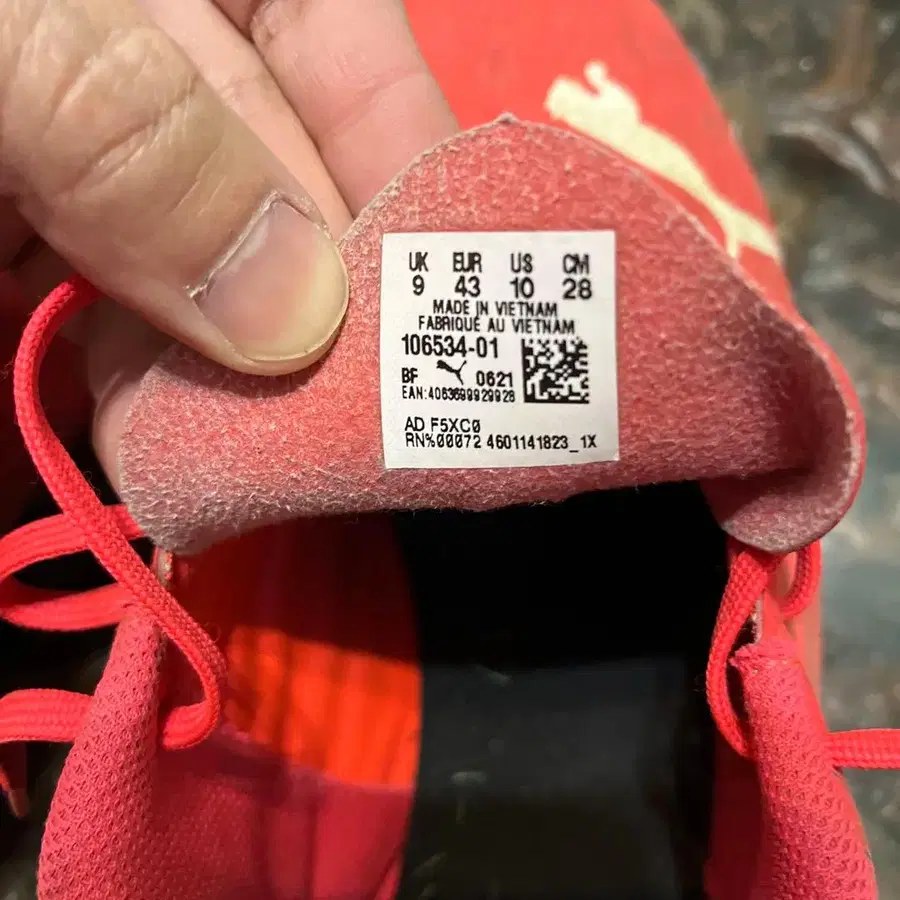 UK EUR US CM
9 43 10 28
MADE IN VIETNAM
FABRIQUÉ AU VIETNAM
106534-01
BF 0621
EAN:4063699929928
AD F5XC0
RN%00072 4601141823_1X